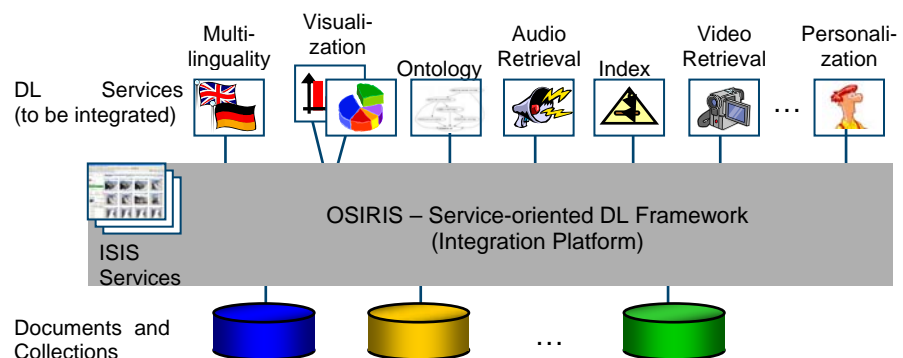 Multi-
linguality
Visuali-
zation
Ontology
Audio
Retrieval
Index
Video
Retrieval
Personali-
zation
DL Services
(to be integrated)
…
OSIRIS – Service-oriented DL Framework
(Integration Platform)
ISIS
Services
Documents and
Collections
…